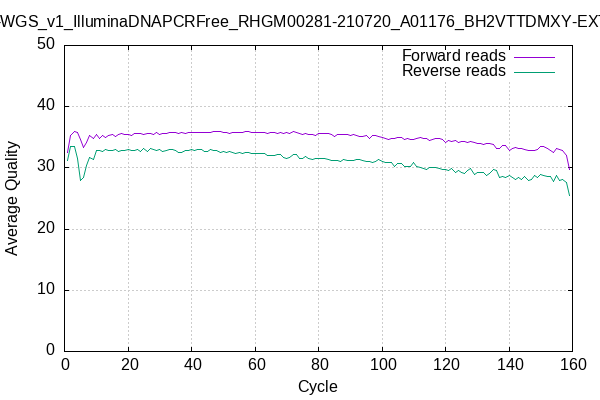 -WGS_v1_IlluminaDNAPCRFree_RHGM00281-210720_A01176_BH2VTTDMXY-EX
Forward reads
Reverse reads
50
40
30
20
10
0
Average Quality
0 20 40 60 80 100 120 140 160
Cycle